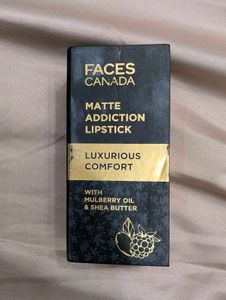 FACES
CANADA
MATTE
ADDICTION
LIPSTICK
LUXURIOUS
COMFORT
WITH
MULBERRY OIL
& SHEA BUTTER